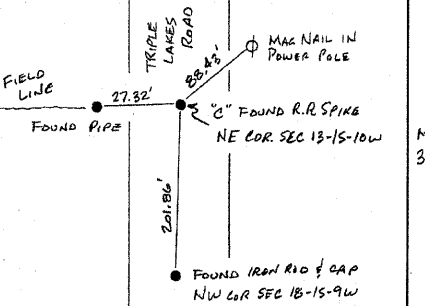 TRIPLE
LAKES
ROAD
MAG NAIL IN
POWER POLE
88.43'
FIELD
LINE
27.32'
"C" FOUND R.R SPIKE
FOUND PIPE
NE COR. SEC 13-1S-10W
201.86'
FOUND IRON ROD & CAP
NW COR SEC 18-1S-9W
3